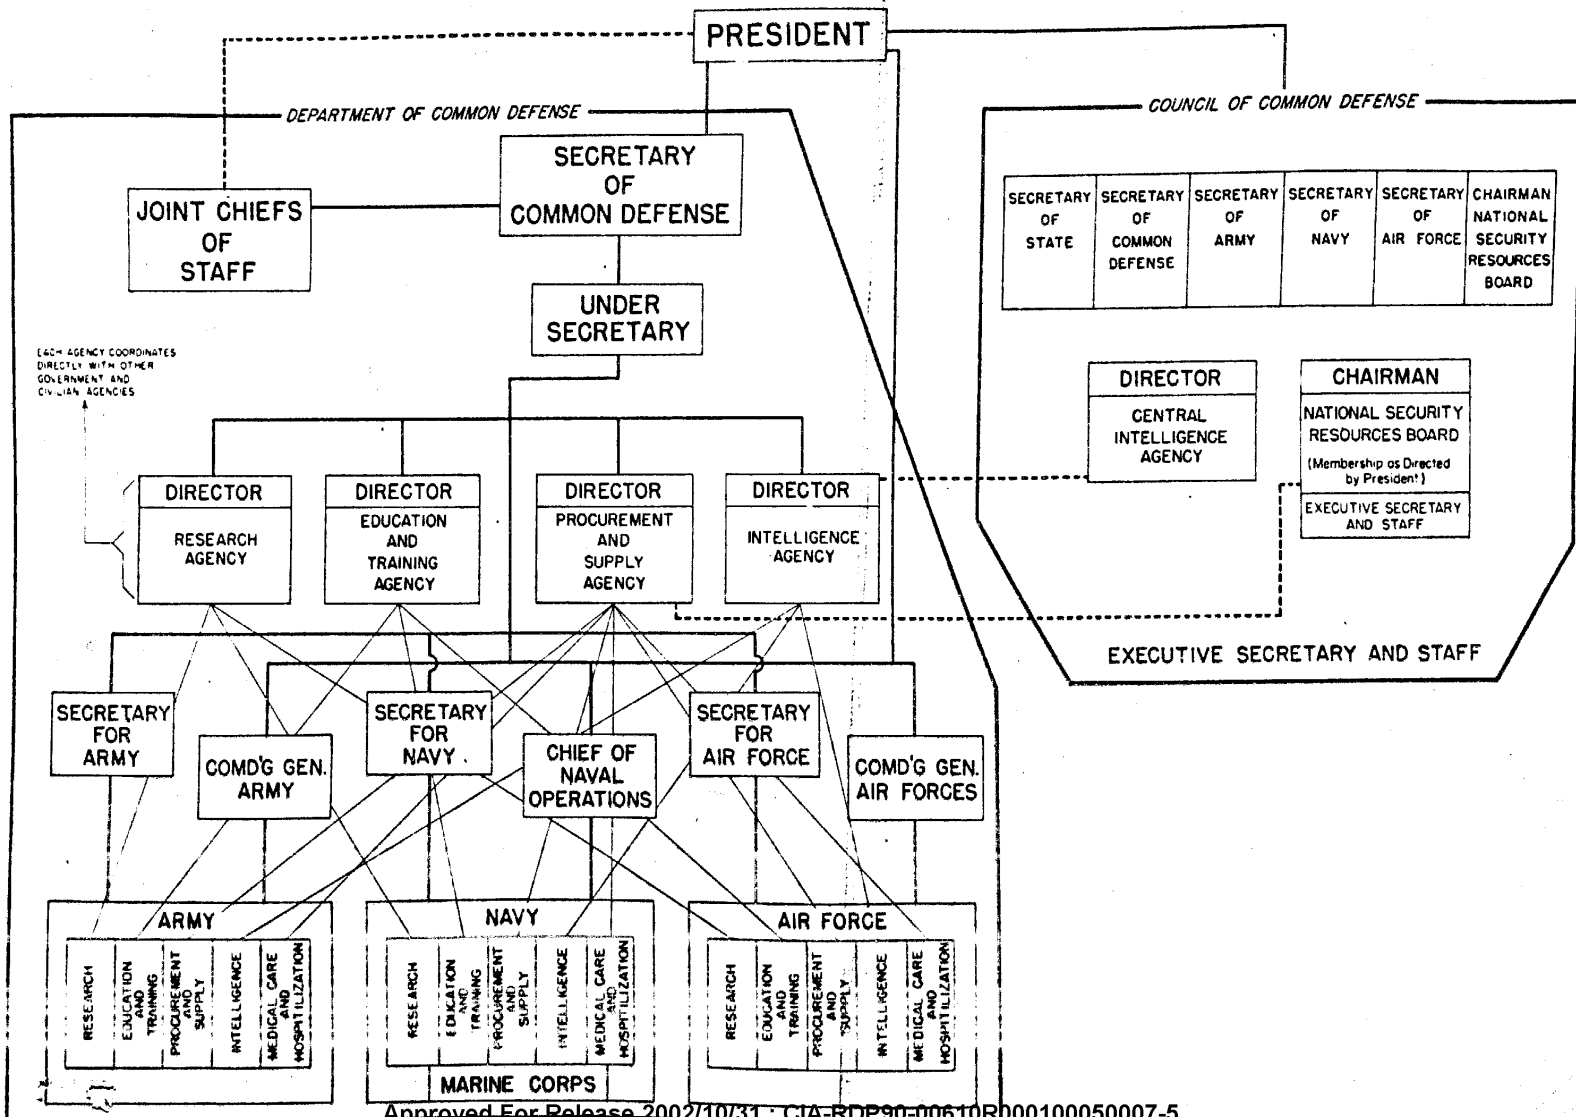 PRESIDENT
DEPARTMENT OF COMMON DEFENSE
COUNCIL OF COMMON DEFENSE
SECRETARY
OF
COMMON DEFENSE
JOINT CHIEFS
OF
STAFF
UNDER
SECRETARY
SECRETARY
OF
STATE
SECRETARY
OF
COMMON
DEFENSE
SECRETARY
OF
ARMY
SECRETARY
OF
NAVY
SECRETARY
OF
AIR FORCE
CHAIRMAN
NATIONAL
SECURITY
RESOURCES
BOARD
EACH AGENCY COORDINATES
DIRECTLY WITH OTHER
GOVERNMENT AND
CIVILIAN AGENCIES
DIRECTOR
CENTRAL
INTELLIGENCE
AGENCY
CHAIRMAN
NATIONAL SECURITY
RESOURCES BOARD
(Membership as Directed
by President)
EXECUTIVE SECRETARY
AND STAFF
DIRECTOR
RESEARCH
AGENCY
DIRECTOR
EDUCATION
AND
TRAINING
AGENCY
DIRECTOR
PROCUREMENT
AND
SUPPLY
AGENCY
DIRECTOR
INTELLIGENCE
AGENCY
EXECUTIVE SECRETARY AND STAFF
SECRETARY
FOR
ARMY
COMD'G GEN.
ARMY
SECRETARY
FOR
NAVY
CHIEF OF
NAVAL
OPERATIONS
SECRETARY
FOR
AIR FORCE
COMD'G GEN.
AIR FORCES
ARMY
RESEARCH
EDUCATION
AND
TRAINING
PROCUREMENT
AND
SUPPLY
INTELLIGENCE
MEDICAL CARE
AND
HOSPITILIZATION
NAVY
RESEARCH
EDUCATION
AND
TRAINING
PROCUREMENT
AND
SUPPLY
INTELLIGENCE
MEDICAL CARE
AND
HOSPITILIZATION
MARINE CORPS
AIR FORCE
RESEARCH
EDUCATION
AND
TRAINING
PROCUREMENT
AND
SUPPLY
INTELLIGENCE
MEDICAL CARE
AND
HOSPITILIZATION
Approved For Release 2002/10/31 : CIA-RDP90-00610R000100050007-5